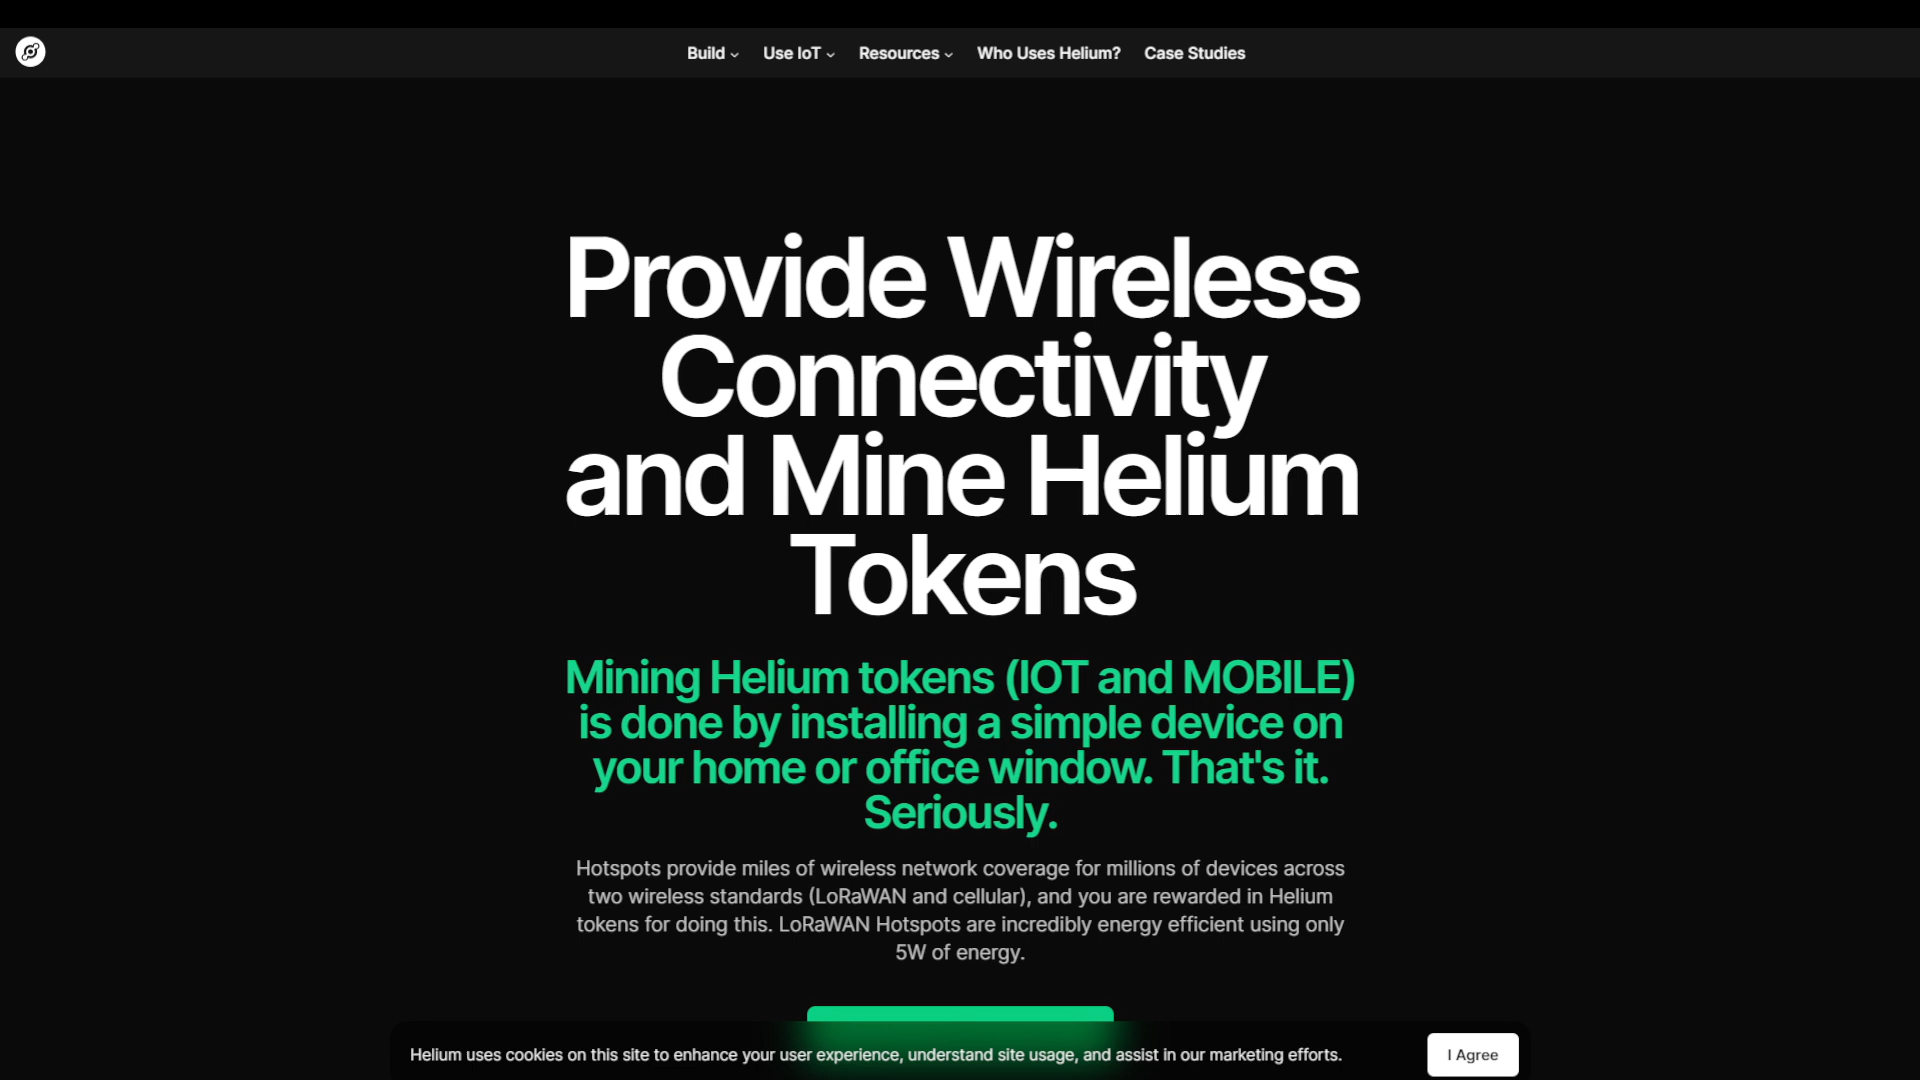 Build
Use IoT
Resources
Who Uses Helium?
Case Studies
Provide Wireless
Connectivity
and Mine Helium
Tokens
Mining Helium tokens (IOT and MOBILE)
is done by installing a simple device on
your home or office window. That's it.
Seriously.
Hotspots provide miles of wireless network coverage for millions of devices across
two wireless standards (LoRaWAN and cellular), and you are rewarded in Helium
tokens for doing this. LoRaWAN Hotspots are incredibly energy efficient using only
5W of energy.
Helium uses cookies on this site to enhance your user experience, understand site usage, and assist in our marketing efforts.
I Agree